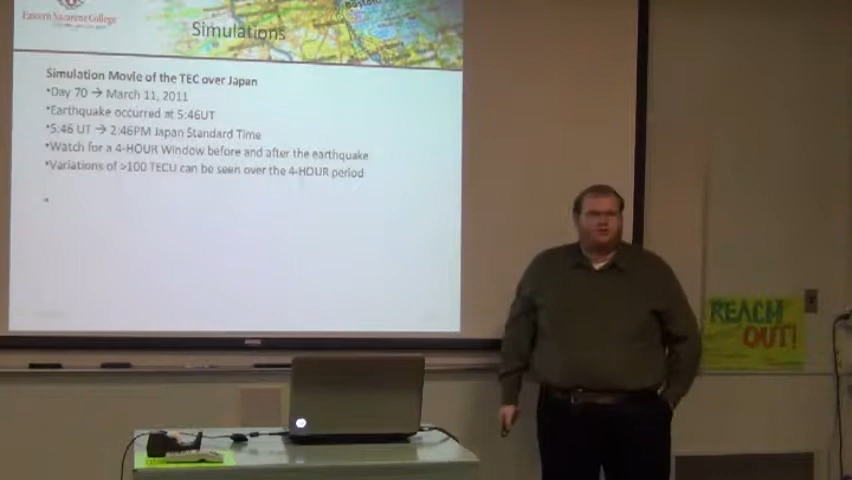 Eastern Nazarene College
Simulations
Boston
Simulation Movie of the TEC over Japan
•Day 70 → March 11, 2011
•Earthquake occurred at 5:46UT
•5:46 UT → 2:46PM Japan Standard Time
•Watch for a 4-HOUR Window before and after the earthquake
•Variations of >100 TECU can be seen over the 4-HOUR period
REACH
OUT!